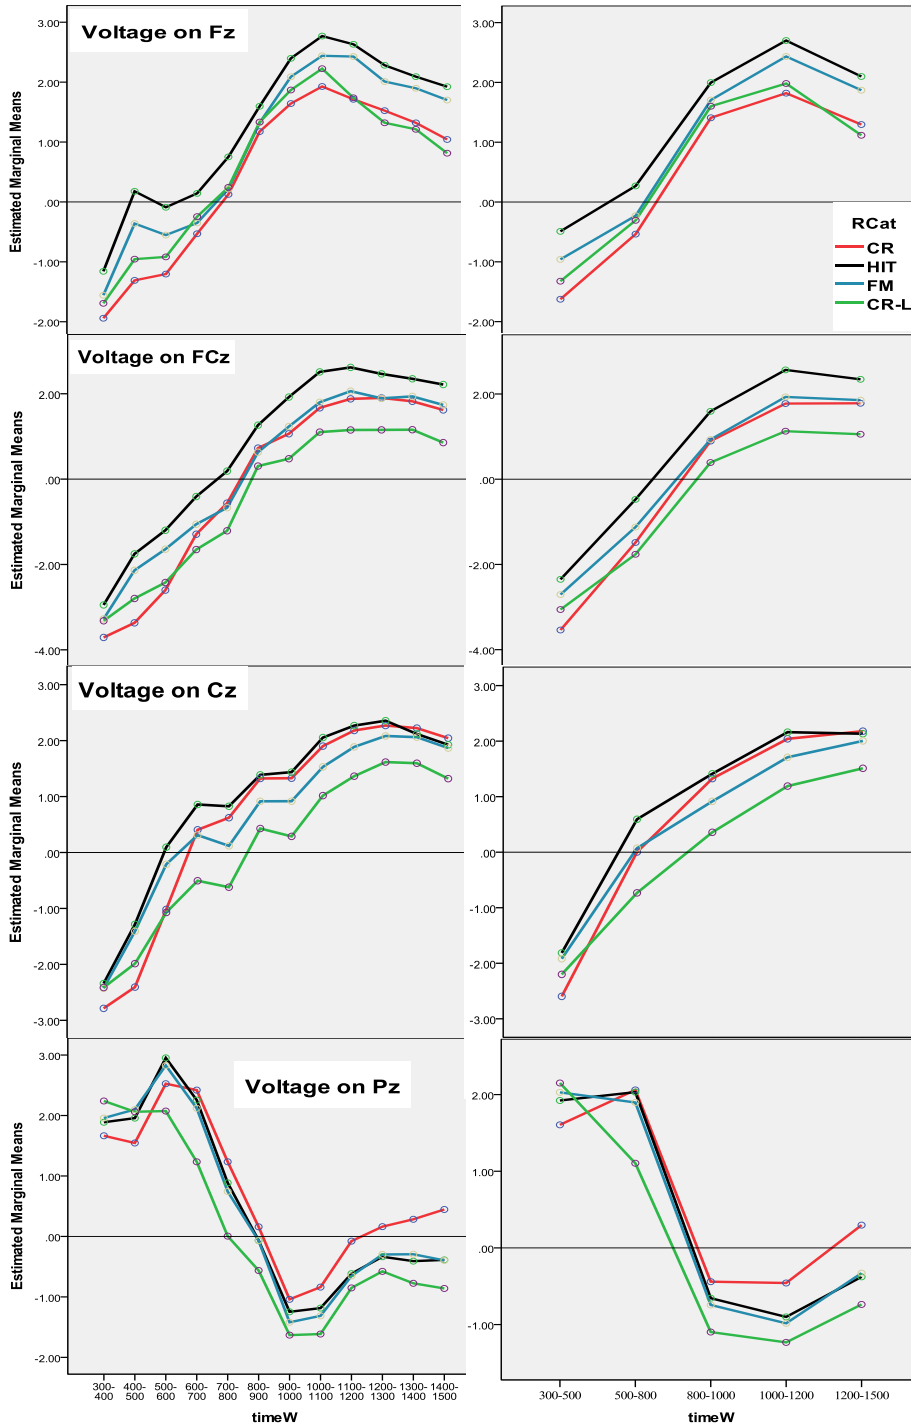 Voltage on Fz
Estimated Marginal Means
3.00
2.00
1.00
.00
-1.00
-2.00
3.00
2.00
1.00
.00
-1.00
-2.00
RCat
CR
HIT
FM
CR-L
Voltage on FCz
Estimated Marginal Means
2.00
.00
-2.00
-4.00
2.00
.00
-2.00
-4.00
Voltage on Cz
Estimated Marginal Means
3.00
2.00
1.00
.00
-1.00
-2.00
-3.00
3.00
2.00
1.00
.00
-1.00
-2.00
-3.00
Voltage on Pz
Estimated Marginal Means
3.00
2.00
1.00
.00
-1.00
-2.00
2.00
1.00
.00
-1.00
300- 400- 500- 600- 700- 800- 900- 1000- 1100- 1200- 1300- 1400-
400 500 600 700 800 900 1000 1100 1200 1300 1400 1500
timeW
300-500 500-800 800-1000 1000-1200 1200-1500
timeW